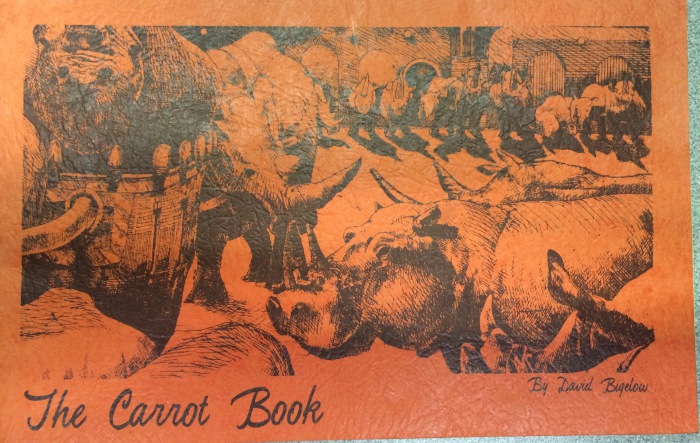 The Carrot Book
By David Bigelow